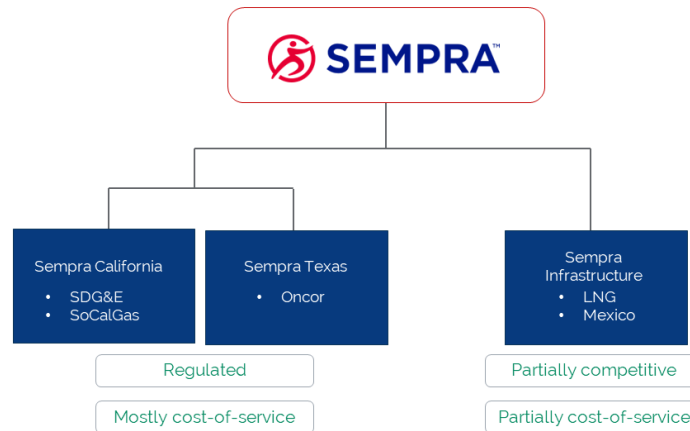 SEMPRA™
Sempra California
• SDG&E
• SoCalGas
Sempra Texas
• Oncor
Sempra
Infrastructure
• LNG
• Mexico
Regulated
Mostly cost-of-service
Partially competitive
Partially cost-of-service